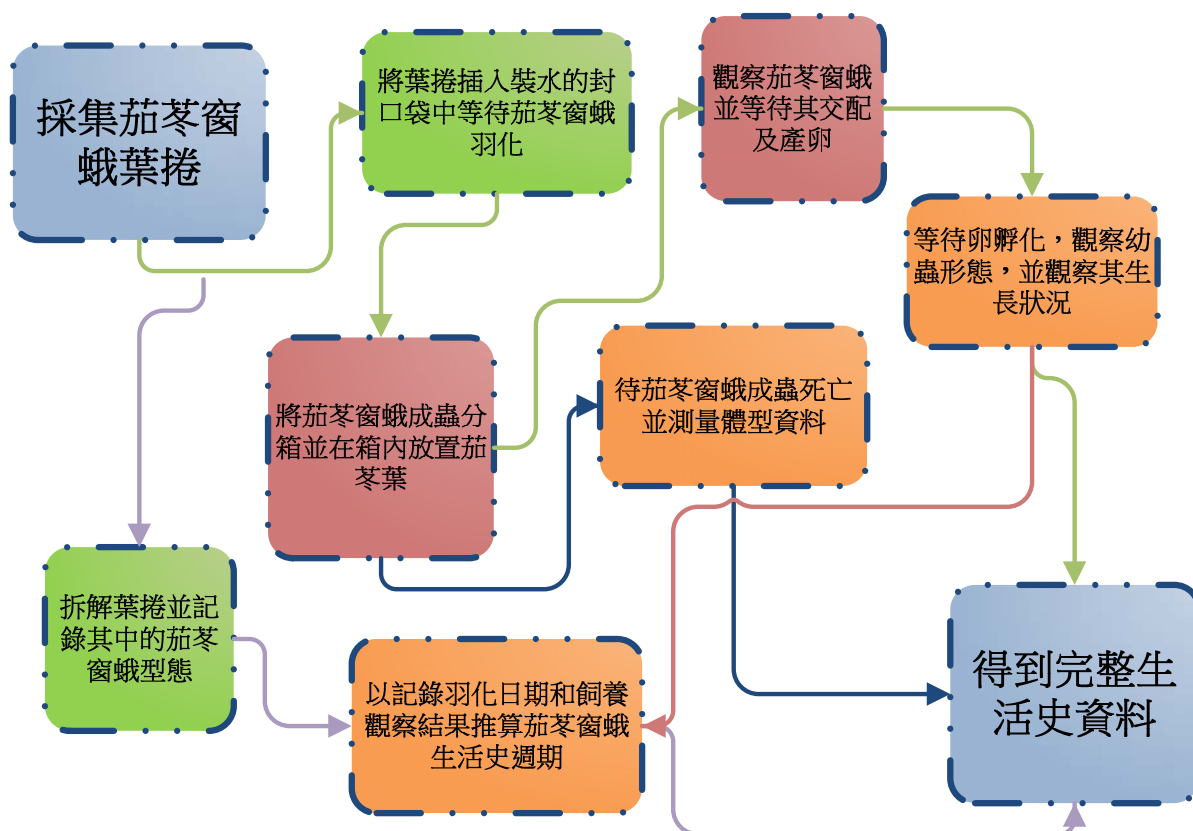 採集茄苳窗
蛾葉捲
將葉捲插入裝水的封
口袋中等待茄苳窗蛾
羽化
觀察茄苳窗蛾
並等待其交配
及產卵
等待卵孵化，觀察幼
蟲形態，並觀察其生
長狀況
將茄苳窗蛾成蟲分
箱並在箱內放置茄
苳葉
待茄苳窗蛾成蟲死亡
並測量體型資料
拆解葉捲並記
錄其中的茄苳
窗蛾型態
以記錄羽化日期和飼養
觀察結果推算茄苳窗蛾
生活史週期
得到完整生
活史資料